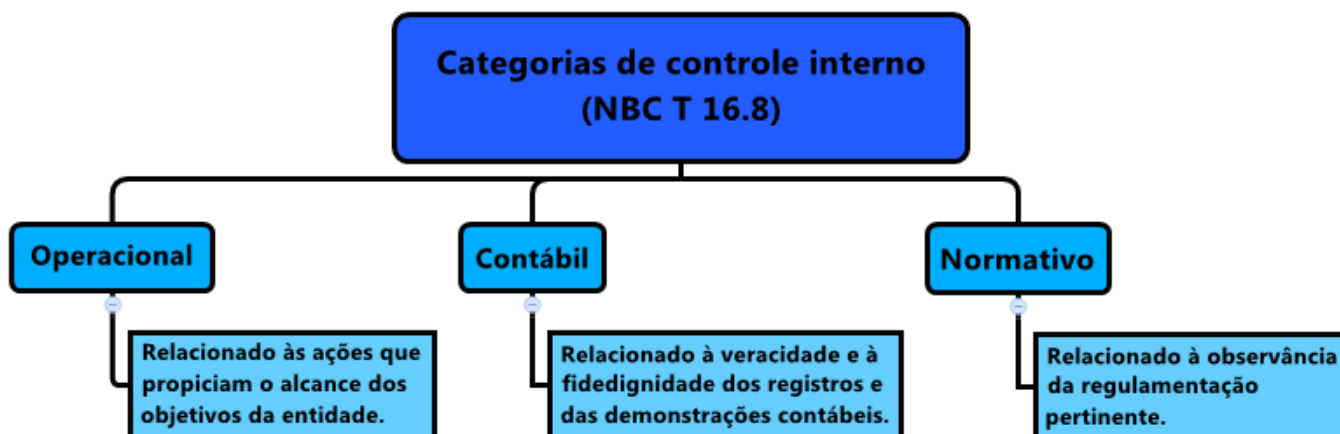 Categorias de controle interno
(NBC T 16.8)
Operacional
Contábil
Normativo
Relacionado às ações que
propiciam o alcance dos
objetivos da entidade.
Relacionado à veracidade e à
fidedignidade dos registros e
das demonstrações contábeis.
Relacionado à observância
da regulamentação
pertinente.